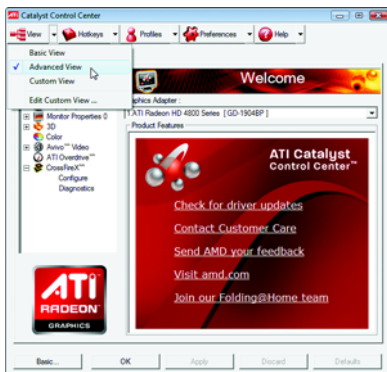 Catalyst Control Center
View Hotkeys Profiles Preferences Help
Basic View
Advanced View
Custom View
Edit Custom View ...
Welcome
aphics Adapter :
1.ATI Radeon HD 4800 Series [ GD-1904BP ]
Product Features
Monitor Properties 0
3D
Color
Avivo™ Video
ATI Overdrive™
CrossFireX™
Configure
Diagnostics
ATI Catalyst
Control Center™
Check for driver updates
Contact Customer Care
Send AMD your feedback
Visit amd.com
Join our Folding@Home team
ATI
RADEON
GRAPHICS
Basic... OK Apply Discard Defaults